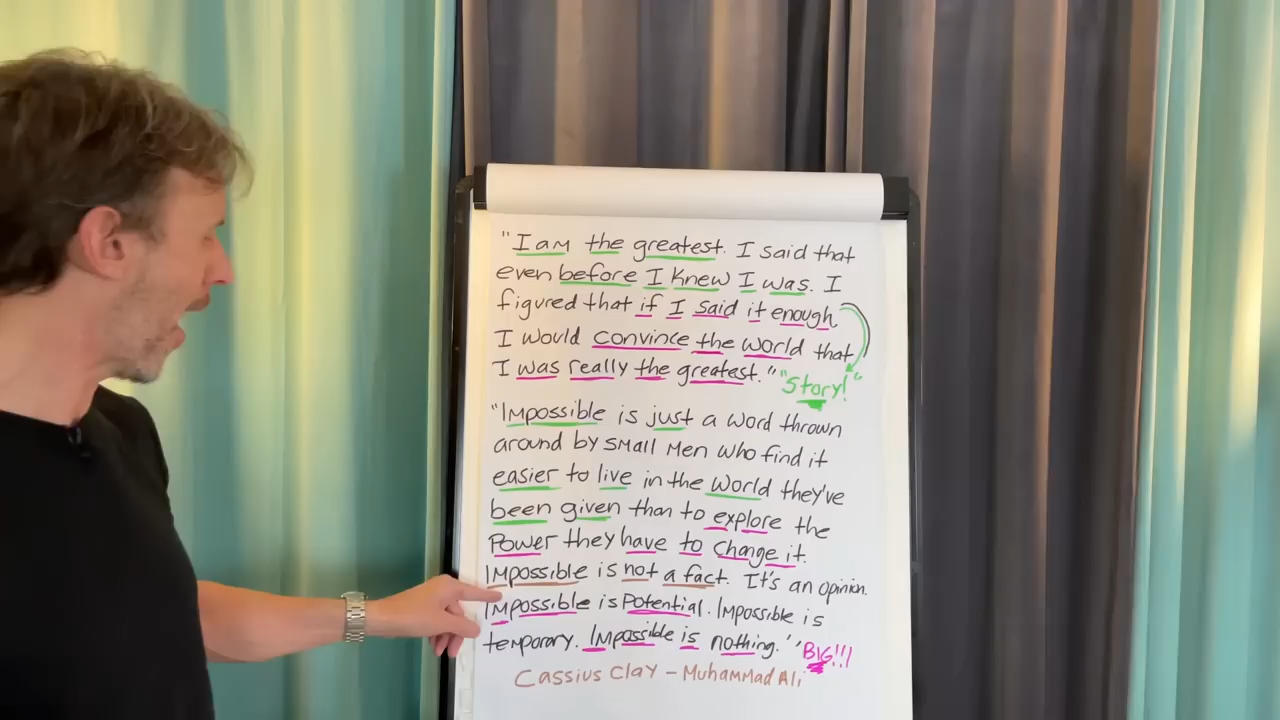 "I am the greatest. I said that
even before I knew I was. I
figured that if I said it enough
I would convince the world that
I was really the greatest."
"Story!"
"Impossible is just a word thrown
around by small men who find it
easier to live in the world they've
been given than to explore the
power they have to change it.
Impossible is not a fact. It's an opinion.
Impossible is potential. Impossible is
temporary. Impossible is nothing."
BIG!!!
Cassius Clay - Muhammad Ali